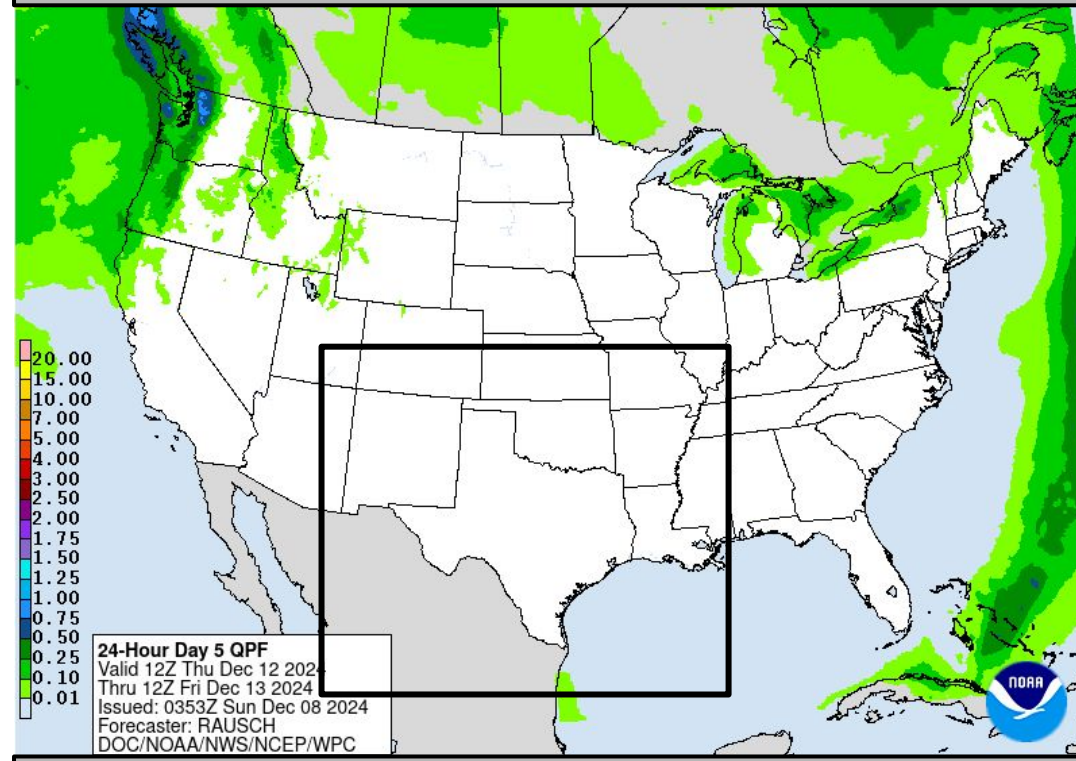 20.00
15.00
10.00
7.00
5.00
4.00
3.00
2.50
2.00
1.75
1.50
1.25
1.00
0.75
0.50
0.25
0.10
0.01
24-Hour Day 5 QPF
Valid 12Z Thu Dec 12 2024
Thru 12Z Fri Dec 13 2024
Issued: 0353Z Sun Dec 08 2024
Forecaster: RAUSCH
DOC/NOAA/NWS/NCEP/WPC
NOAA